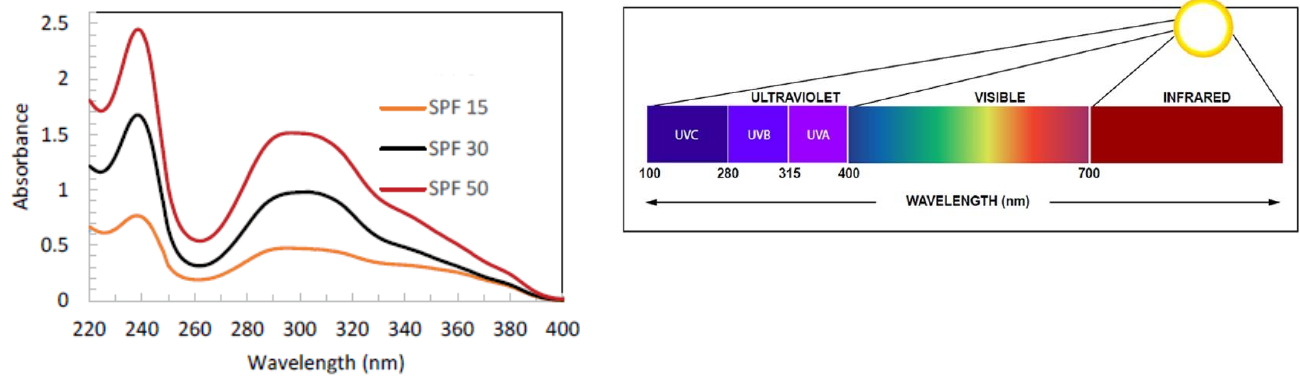 2.5
2
1.5
1
0.5
0
Absorbance
220 240 260 280 300 320 340 360 380 400
Wavelength (nm)
SPF 15
SPF 30
SPF 50
ULTRAVIOLET VISIBLE INFRARED
UVC UVB UVA
100 280 315 400 700
WAVELENGTH (nm)